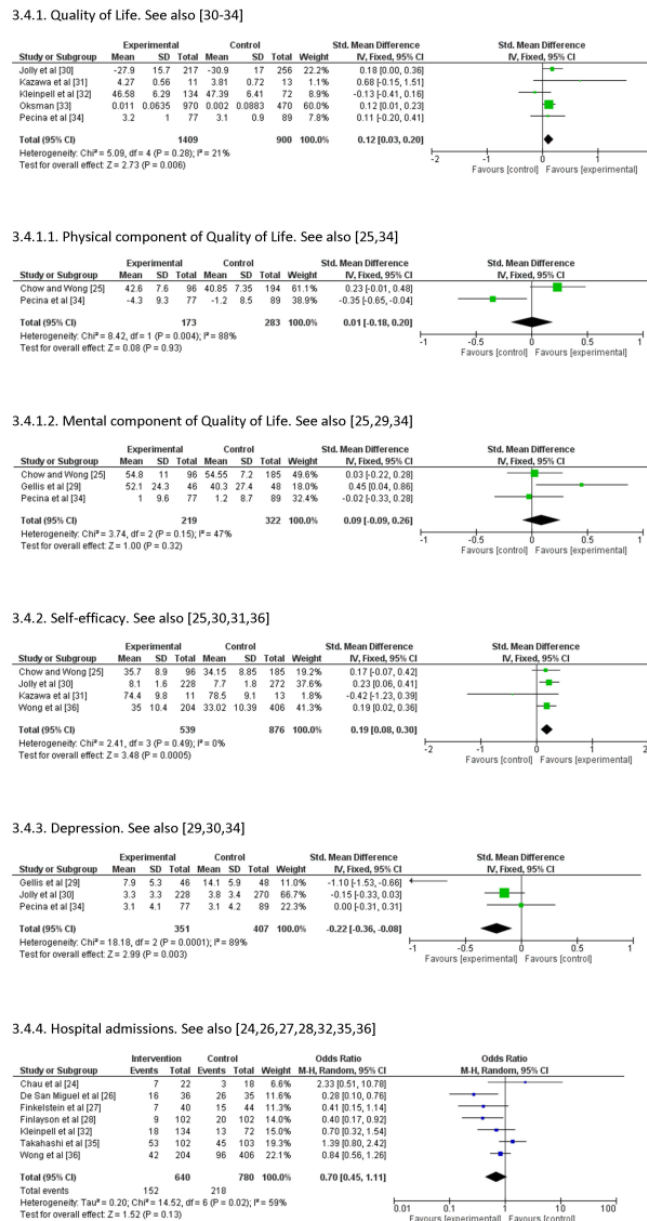 3.4.1. Quality of Life. See also [30-34]
Experimental Control Std. Mean Difference Std. Mean Difference
Study or Subgroup Mean SD Total Mean SD Total Weight IV, Fixed, 95% CI IV, Fixed, 95% CI
Jolly et al [30] -27.9 15.7 217 -30.9 17 256 22.2% 0.18 [0.00, 0.36]
Kazawa et al [31] 4.27 0.56 11 3.81 0.72 13 1.1% 0.68 [-0.15, 1.51]
Kleinpell et al [32] 46.58 6.29 134 47.39 6.41 72 8.9% -0.13 [-0.41, 0.16]
Oksman [33] 0.011 0.0635 970 0.002 0.0883 470 60.0% 0.12 [0.01, 0.23]
Pecina et al [34] 3.2 1 77 3.1 0.9 89 7.8% 0.11 [-0.20, 0.41]
Total (95% CI) 1409 900 100.0% 0.12 [0.03, 0.20]
Heterogeneity: Chi² = 5.09, df = 4 (P = 0.28); I² = 21%
Test for overall effect: Z = 2.73 (P = 0.006)
-2 -1 0 1 2
Favours [control] Favours [experimental]
3.4.1.1. Physical component of Quality of Life. See also [25,34]
Experimental Control Std. Mean Difference Std. Mean Difference
Study or Subgroup Mean SD Total Mean SD Total Weight IV, Fixed, 95% CI IV, Fixed, 95% CI
Chow and Wong [25] 42.6 7.6 96 40.85 7.35 194 61.1% 0.23 [-0.01, 0.48]
Pecina et al [34] -4.3 9.3 77 -1.2 8.5 89 38.9% -0.35 [-0.65, -0.04]
Total (95% CI) 173 283 100.0% 0.01 [-0.18, 0.20]
Heterogeneity: Chi² = 8.42, df = 1 (P = 0.004); I² = 88%
Test for overall effect: Z = 0.08 (P = 0.93)
-1 -0.5 0 0.5 1
Favours [control] Favours [experimental]
3.4.1.2. Mental component of Quality of Life. See also [25,29,34]
Experimental Control Std. Mean Difference Std. Mean Difference
Study or Subgroup Mean SD Total Mean SD Total Weight IV, Fixed, 95% CI IV, Fixed, 95% CI
Chow and Wong [25] 54.8 11 96 54.55 7.2 185 49.6% 0.03 [-0.22, 0.28]
Gellis et al [29] 52.1 24.3 46 40.3 27.4 48 18.0% 0.45 [0.04, 0.86]
Pecina et al [34] 1 9.6 77 1.2 8.7 89 32.4% -0.02 [-0.33, 0.28]
Total (95% CI) 219 322 100.0% 0.09 [-0.09, 0.26]
Heterogeneity: Chi² = 3.74, df = 2 (P = 0.15); I² = 47%
Test for overall effect: Z = 1.00 (P = 0.32)
-1 -0.5 0 0.5 1
Favours [control] Favours [experimental]
3.4.2. Self-efficacy. See also [25,30,31,36]
Experimental Control Std. Mean Difference Std. Mean Difference
Study or Subgroup Mean SD Total Mean SD Total Weight IV, Fixed, 95% CI IV, Fixed, 95% CI
Chow and Wong [25] 35.7 8.9 96 34.15 8.85 185 19.2% 0.17 [-0.07, 0.42]
Jolly et al [30] 8.1 1.6 228 7.7 1.8 272 37.6% 0.23 [0.06, 0.41]
Kazawa et al [31] 74.4 9.8 11 78.5 9.1 13 1.8% -0.42 [-1.23, 0.39]
Wong et al [36] 35 10.4 204 33.02 10.39 406 41.3% 0.19 [0.02, 0.36]
Total (95% CI) 539 876 100.0% 0.19 [0.08, 0.30]
Heterogeneity: Chi² = 2.41, df = 3 (P = 0.49); I² = 0%
Test for overall effect: Z = 3.48 (P = 0.0005)
-2 -1 0 1 2
Favours [control] Favours [experimental]
3.4.3. Depression. See also [29,30,34]
Experimental Control Std. Mean Difference Std. Mean Difference
Study or Subgroup Mean SD Total Mean SD Total Weight IV, Fixed, 95% CI IV, Fixed, 95% CI
Gellis et al [29] 7.9 5.3 46 14.1 5.9 48 11.0% -1.10 [-1.53, -0.66]
Jolly et al [30] 3.3 3.3 228 3.8 3.4 270 66.7% -0.15 [-0.33, 0.03]
Pecina et al [34] 3.1 4.1 77 3.1 4.2 89 22.3% 0.00 [-0.31, 0.31]
Total (95% CI) 351 407 100.0% -0.22 [-0.36, -0.08]
Heterogeneity: Chi² = 18.18, df = 2 (P = 0.0001); I² = 89%
Test for overall effect: Z = 2.99 (P = 0.003)
-1 -0.5 0 0.5 1
Favours [experimental] Favours [control]
3.4.4. Hospital admissions. See also [24,26,27,28,32,35,36]
Intervention Control Odds Ratio Odds Ratio
Study or Subgroup Events Total Events Total Weight M-H, Random, 95% CI M-H, Random, 95% CI
Chau et al [24] 7 22 3 18 6.6% 2.33 [0.51, 10.78]
De San Miguel et al [26] 16 36 26 35 11.6% 0.28 [0.10, 0.76]
Finkelstein et al [27] 7 40 15 44 11.0% 0.41 [0.15, 1.14]
Finlayson et al [28] 9 102 20 102 14.2% 0.40 [0.17, 0.92]
Kleinpell et al [32] 18 134 13 72 15.1% 0.70 [0.32, 1.54]
Takahashi et al [35] 53 102 45 103 19.4% 1.39 [0.80, 2.42]
Wong et al [36] 42 204 96 406 22.1% 0.84 [0.56, 1.26]
Total (95% CI) 640 780 100.0% 0.70 [0.45, 1.11]
Total events 152 218
Heterogeneity: Tau² = 0.20; Chi² = 14.52, df = 6 (P = 0.02); I² = 59%
Test for overall effect: Z = 1.52 (P = 0.13)
0.01 0.1 1 10 100
Favours [experimental] Favours [control]